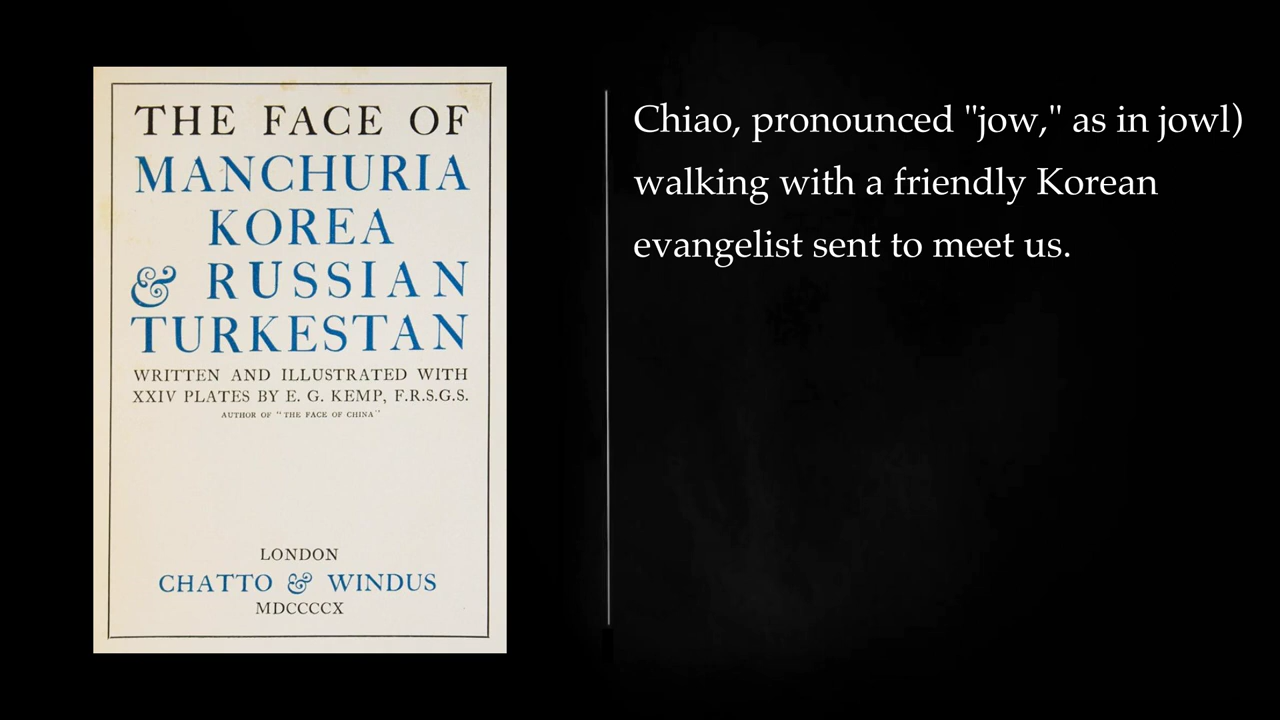 THE FACE OF
MANCHURIA
KOREA
& RUSSIAN
TURKESTAN
WRITTEN AND ILLUSTRATED WITH
XXIV PLATES BY E. G. KEMP, F.R.S.G.S.
AUTHOR OF "THE FACE OF CHINA"
LONDON
CHATTO & WINDUS
MDCCCCX
Chiao, pronounced "jow," as in jowl)
walking with a friendly Korean
evangelist sent to meet us.